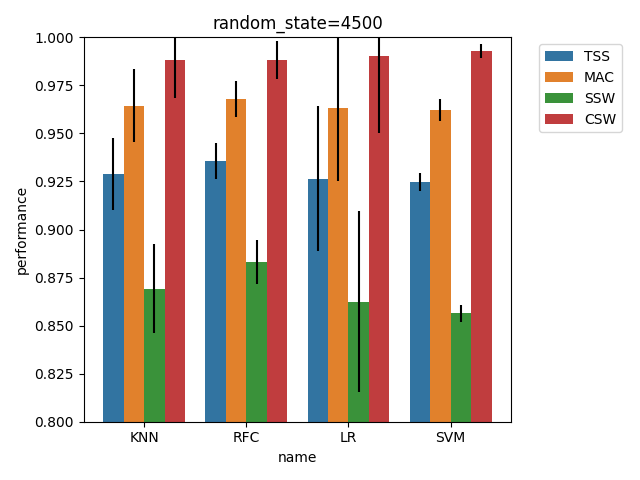 random_state=4500
1.000
0.975
0.950
0.925
0.900
0.875
0.850
0.825
0.800
performance
KNN RFC LR SVM
name
TSS
MAC
SSW
CSW